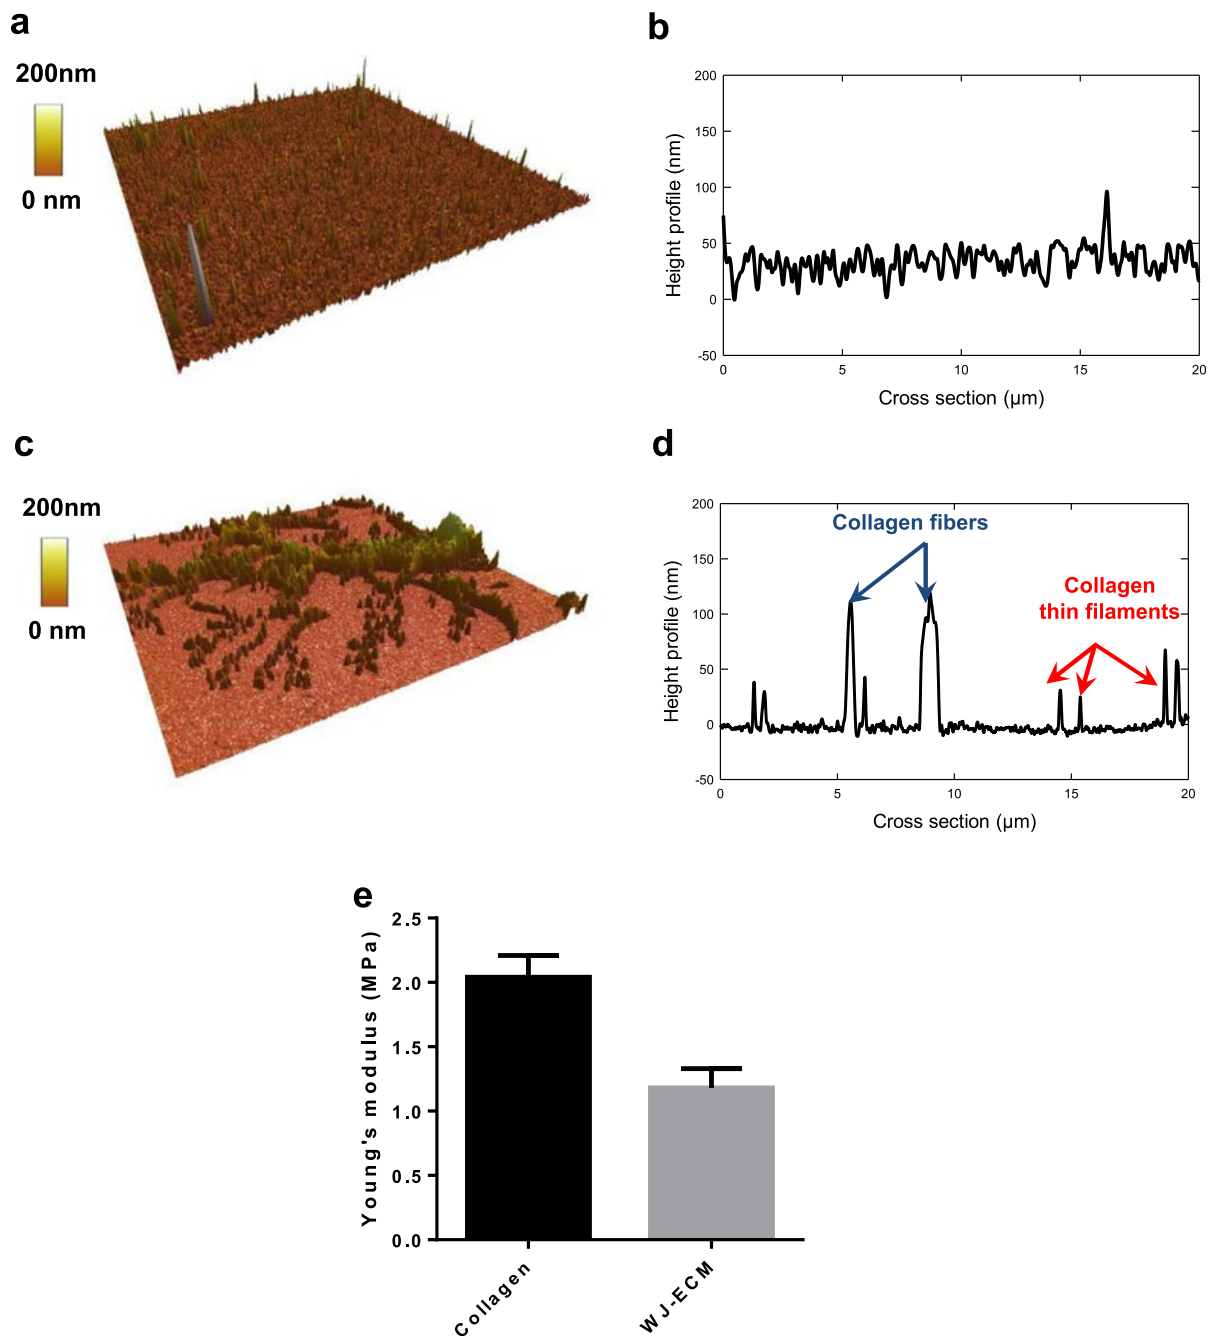 a
200nm
0 nm
b
200
150
100
50
0
-50
Height profile (nm)
0 5 10 15 20
Cross section (µm)
c
200nm
0 nm
d
200
150
100
50
0
-50
Height profile (nm)
Collagen fibers
Collagen
thin filaments
0 5 10 15 20
Cross section (µm)
e
2.5
2.0
1.5
1.0
0.5
0.0
Young's modulus (MPa)
Collagen
WJ-ECM